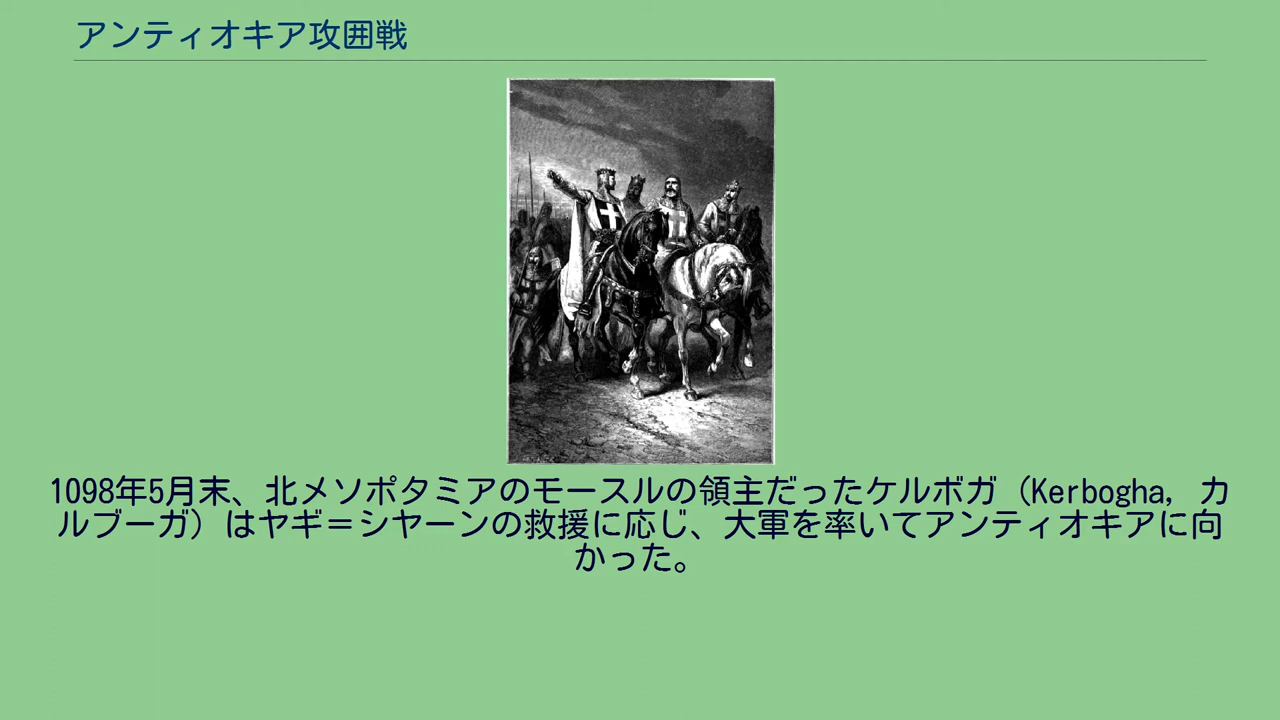 アンティオキア攻囲戦
1098年5月末、北メソポタミアのモースルの領主だったケルボガ（Kerbogha, カ
ルブーガ）はヤギ＝シヤーンの救援に応じ、大軍を率いてアンティオキアに向
かった。